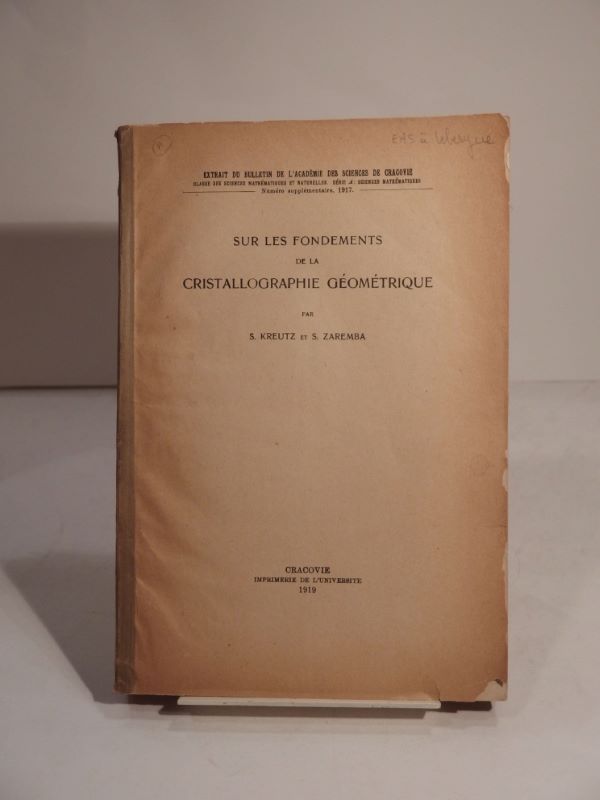 EXTRAIT DU BULLETIN DE L'ACADÉMIE DES SCIENCES DE CRACOVIE
CLASSE DES SCIENCES MATHÉMATIQUES ET NATURELLES. SÉRIE A: SCIENCES MATHÉMATIQUES
Numéro supplémentaire, 1917.
SUR LES FONDEMENTS
DE LA
CRISTALLOGRAPHIE GÉOMÉTRIQUE
PAR
S. KREUTZ ET S. ZAREMBA
CRACOVIE
IMPRIMERIE DE L'UNIVERSITÉ
1919